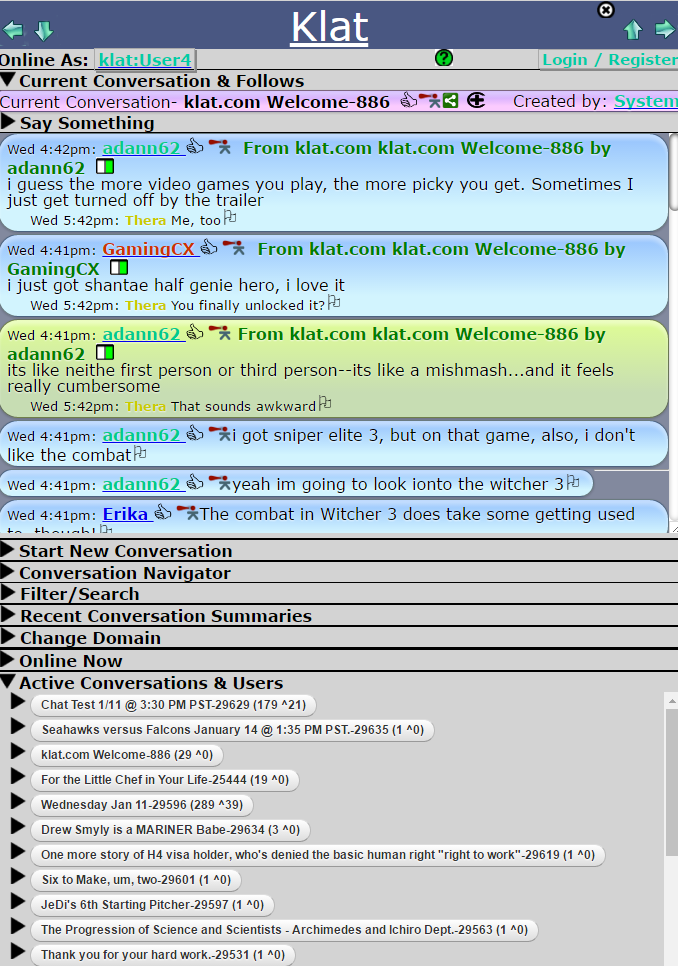 Klat
Online As: klat:User4 ? Login / Register
Current Conversation & Follows
Current Conversation- klat.com Welcome-886 Created by: System
Say Something
Wed 4:42pm: adann62 From klat.com klat.com Welcome-886 by
adann62
i guess the more video games you play, the more picky you get. Sometimes I
just get turned off by the trailer
Wed 5:42pm: Thera Me, too
Wed 4:41pm: GamingCX From klat.com klat.com Welcome-886 by
GamingCX
i just got shantae half genie hero, i love it
Wed 5:42pm: Thera You finally unlocked it?
Wed 4:41pm: adann62 From klat.com klat.com Welcome-886 by
adann62
its like neithe first person or third person--its like a mishmash...and it feels
really cumbersome
Wed 5:42pm: Thera That sounds awkward
Wed 4:41pm: adann62 i got sniper elite 3, but on that game, also, i don't
like the combat
Wed 4:41pm: adann62 yeah im going to look ionto the witcher 3
Wed 4:41pm: Erika The combat in Witcher 3 does take some getting used
to, though!
Start New Conversation
Conversation Navigator
Filter/Search
Recent Conversation Summaries
Change Domain
Online Now
Active Conversations & Users
Chat Test 1/11 @ 3:30 PM PST-29629 (179 ^21)
Seahawks versus Falcons January 14 @ 1:35 PM PST.-29635 (1 ^0)
klat.com Welcome-886 (29 ^0)
For the Little Chef in Your Life-25444 (19 ^0)
Wednesday Jan 11-29596 (289 ^39)
Drew Smyly is a MARINER Babe-29634 (3 ^0)
One more story of H4 visa holder, who's denied the basic human right "right to work"-29619 (1 ^0)
Six to Make, um, two-29601 (1 ^0)
JeDi's 6th Starting Pitcher-29597 (1 ^0)
The Progression of Science and Scientists - Archimedes and Ichiro Dept.-29563 (1 ^0)
Thank you for your hard work.-29531 (1 ^0)